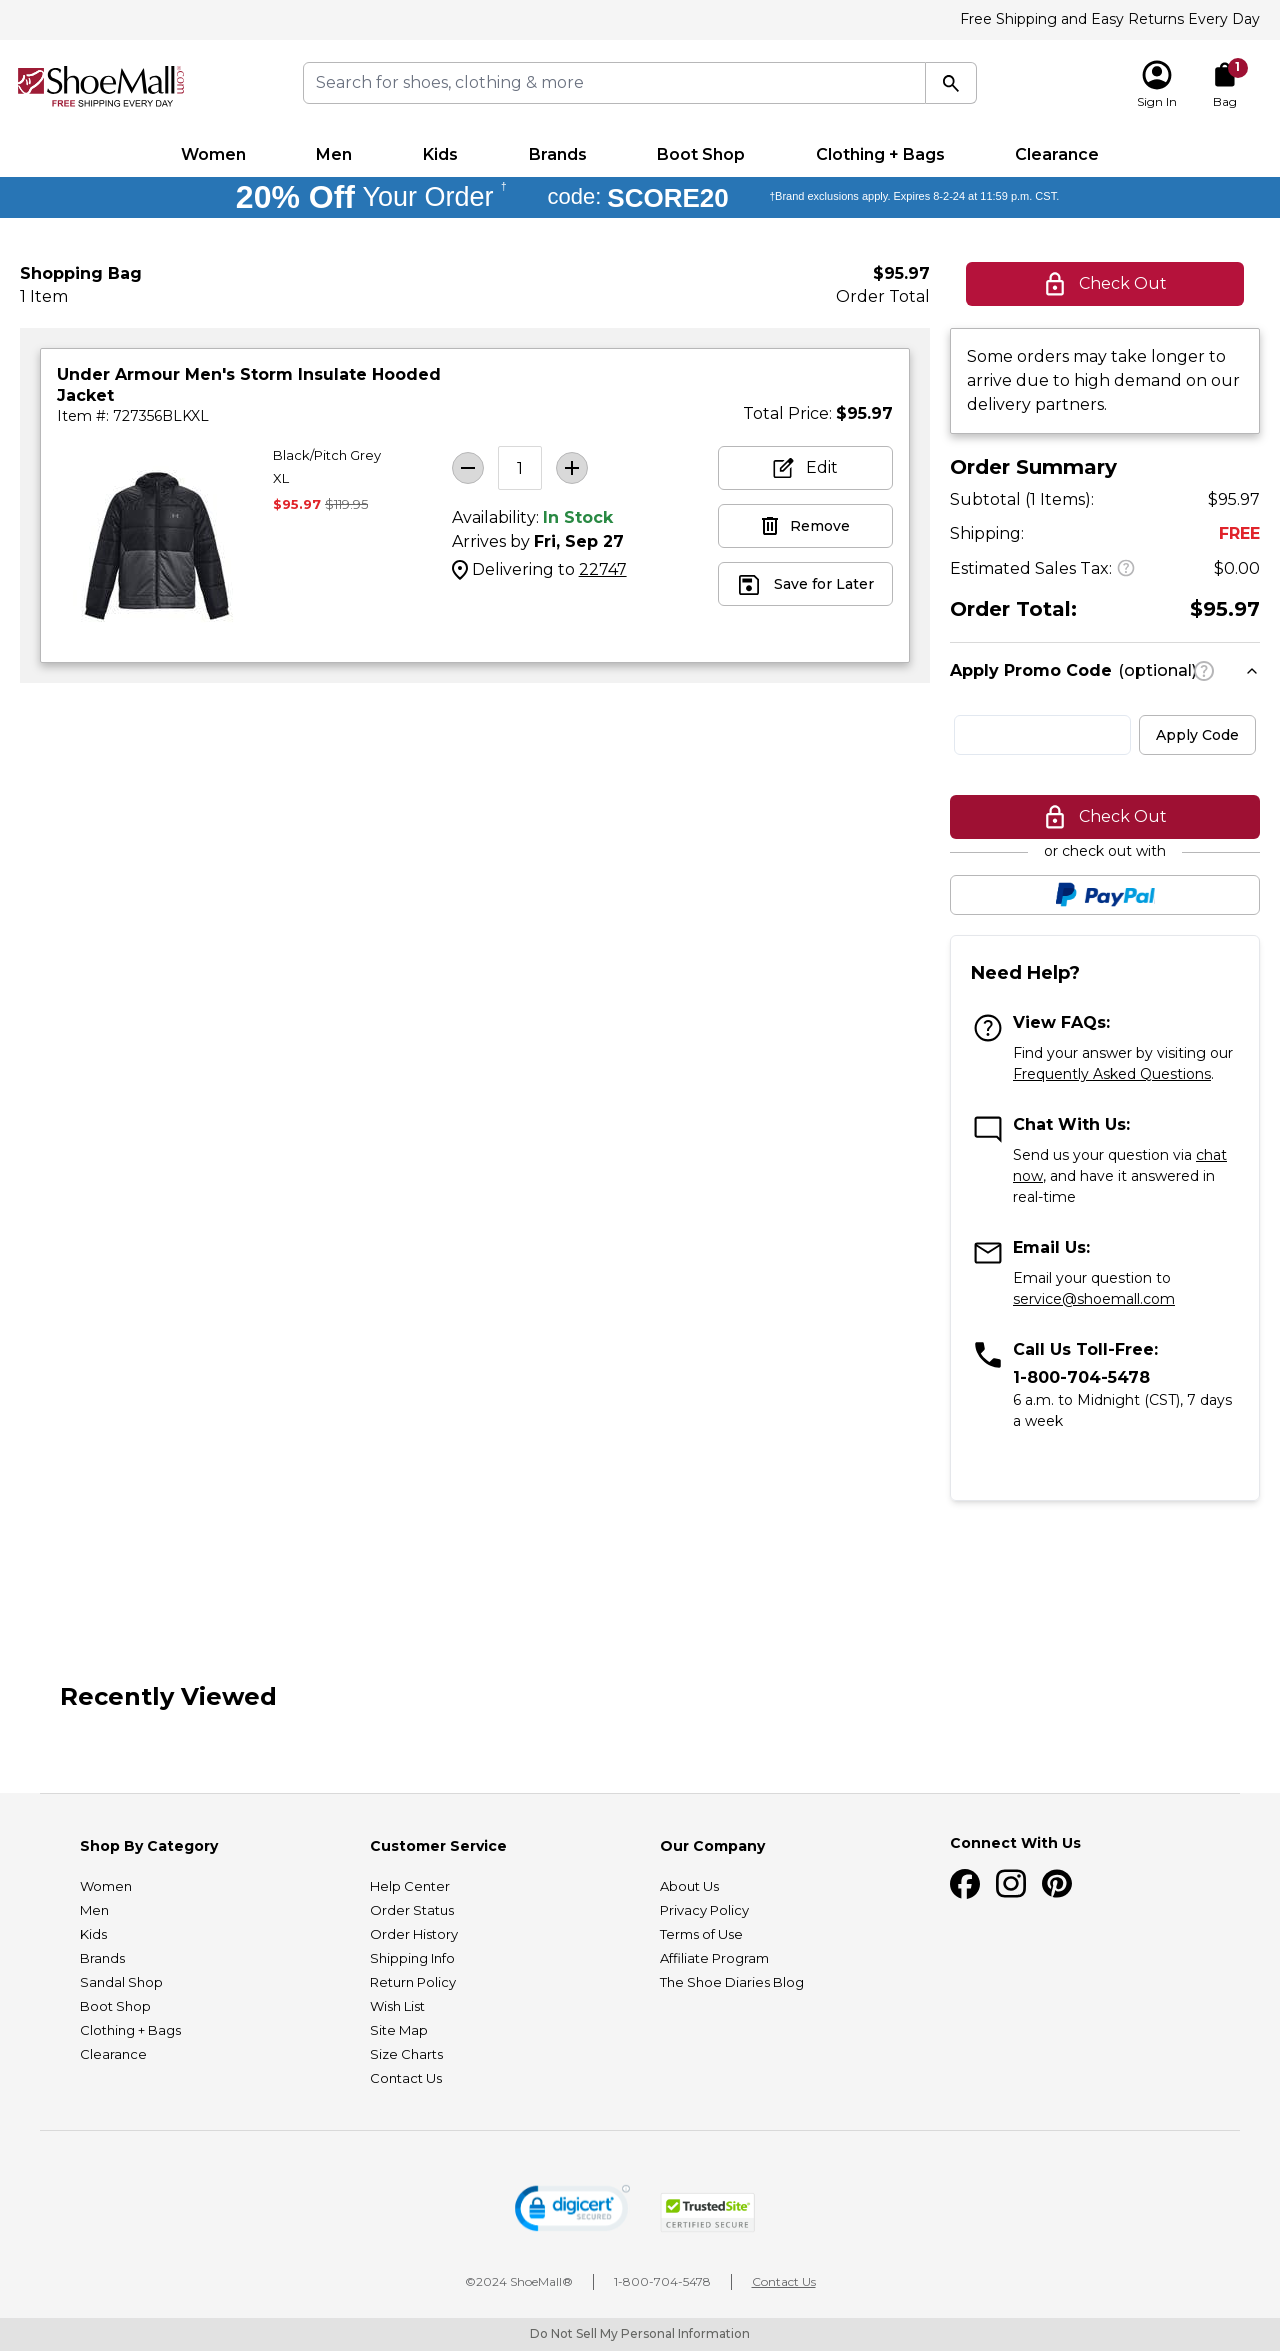 Free Shipping and Easy Returns Every Day
ShoeMall®.com
FREE SHIPPING EVERY DAY
Search for shoes, clothing & more
Sign In
1
Bag
Women Men Kids Brands Boot Shop Clothing + Bags Clearance
20% Off Your Order † code: SCORE20 †Brand exclusions apply. Expires 8-2-24 at 11:59 p.m. CST.
Shopping Bag
1 Item
$95.97
Order Total
Check Out
Under Armour Men's Storm Insulate Hooded
Jacket
Item #: 727356BLKXL
Total Price: $95.97
Black/Pitch Grey
XL
$95.97 $119.95
1
Availability: In Stock
Arrives by Fri, Sep 27
Delivering to 22747
Edit
Remove
Save for Later
Some orders may take longer to
arrive due to high demand on our
delivery partners.
Order Summary
Subtotal (1 Items): $95.97
Shipping: FREE
Estimated Sales Tax: ? $0.00
Order Total: $95.97
Apply Promo Code (optional) ?
Apply Code
Check Out
or check out with
PayPal
Need Help?
View FAQs:
Find your answer by visiting our
Frequently Asked Questions.
Chat With Us:
Send us your question via chat
now, and have it answered in
real-time
Email Us:
Email your question to
service@shoemall.com
Call Us Toll-Free:
1-800-704-5478
6 a.m. to Midnight (CST), 7 days
a week
Recently Viewed
Shop By Category
Women
Men
Kids
Brands
Sandal Shop
Boot Shop
Clothing + Bags
Clearance
Customer Service
Help Center
Order Status
Order History
Shipping Info
Return Policy
Wish List
Site Map
Size Charts
Contact Us
Our Company
About Us
Privacy Policy
Terms of Use
Affiliate Program
The Shoe Diaries Blog
Connect With Us
digicert
SECURED
TrustedSite
CERTIFIED SECURE
©2024 ShoeMall® 1-800-704-5478 Contact Us
Do Not Sell My Personal Information